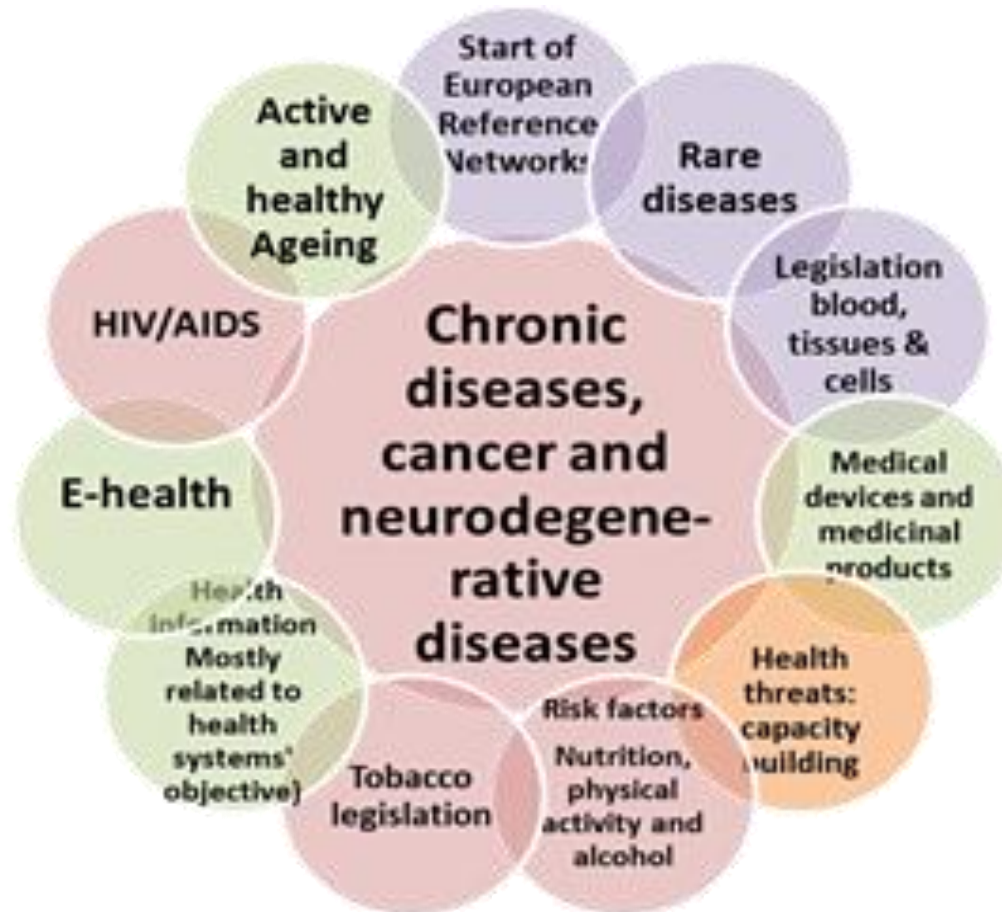 Start of
European
Reference
Networks
Rare
diseases
Legislation
blood,
tissues &
cells
Medical
devices and
medicinal
products
Health
threats:
capacity
building
Risk factors
Nutrition,
physical
activity and
alcohol
Tobacco
legislation
Health
information
Mostly
related to
health
systems'
objective)
E-health
HIV/AIDS
Active
and
healthy
Ageing
Chronic
diseases,
cancer and
neurodegene-
rative
diseases